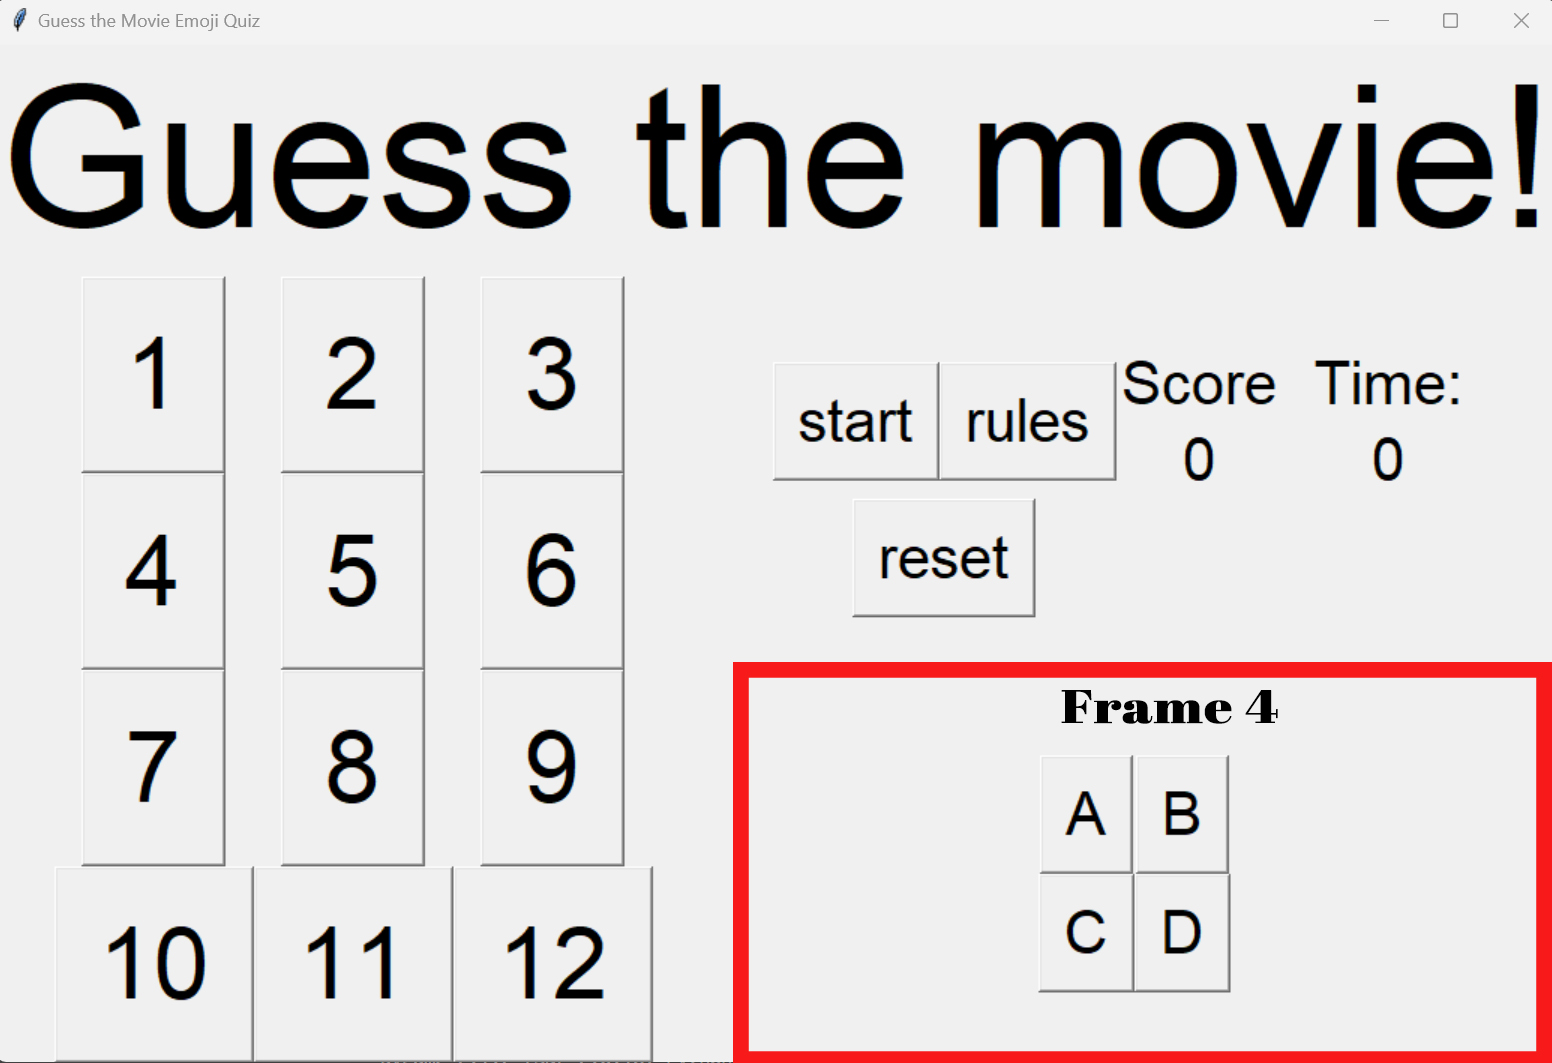 Guess the Movie Emoji Quiz
Guess the movie!
1 2 3
4 5 6
7 8 9
10 11 12
start rules
Score Time:
0 0
reset
Frame 4
A B
C D